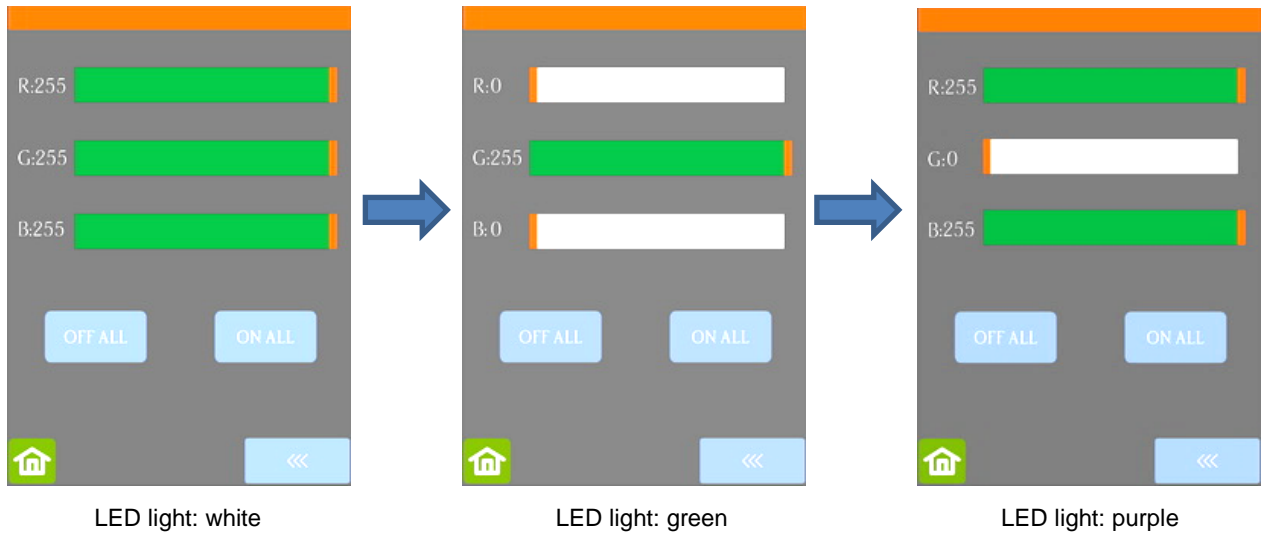 R:255
G:255
B:255
OFF ALL
ON ALL
<<<
LED light: white
R:0
G:255
B:0
OFF ALL
ON ALL
<<<
LED light: green
R:255
G:0
B:255
OFF ALL
ON ALL
<<<
LED light: purple